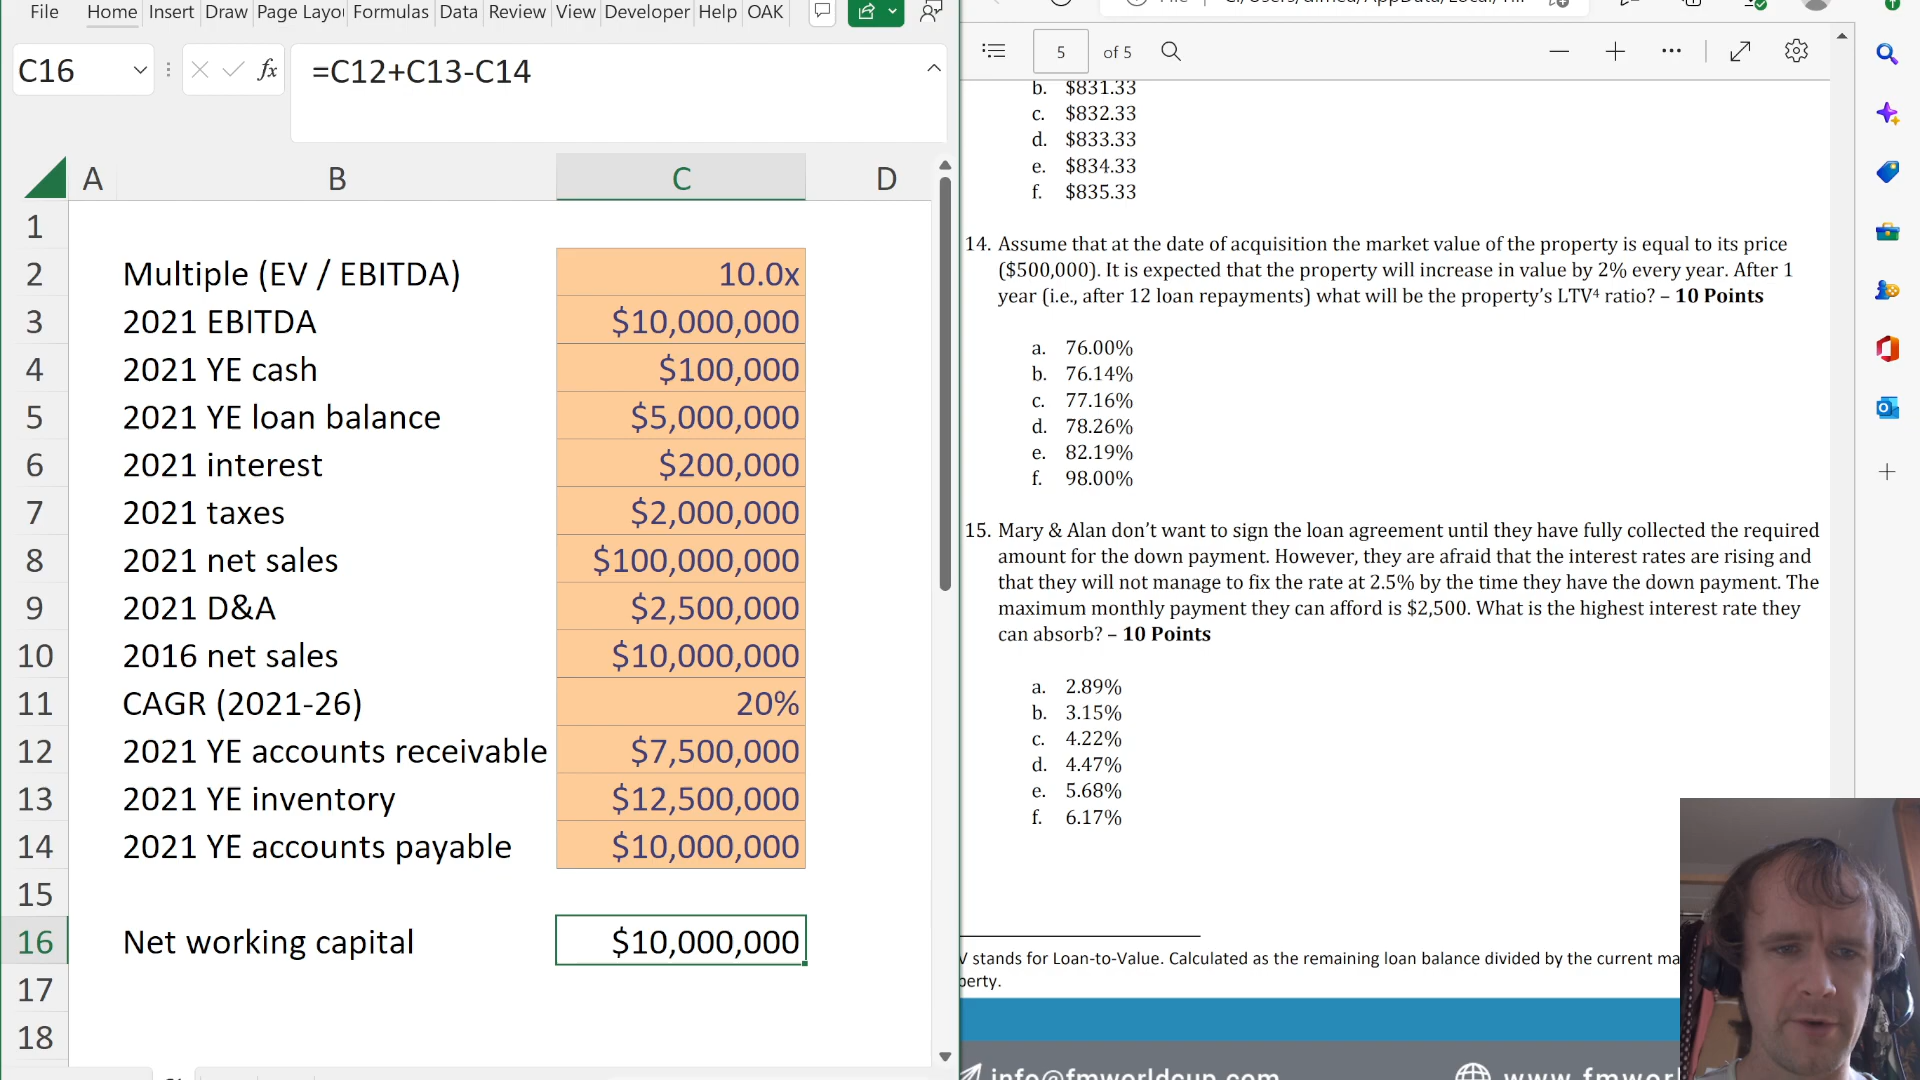 File Home Insert Draw Page Layou Formulas Data Review View Developer Help OAK
C16 fx =C12+C13-C14
A B C D
1
2 Multiple (EV / EBITDA) 10.0x
3 2021 EBITDA $10,000,000
4 2021 YE cash $100,000
5 2021 YE loan balance $5,000,000
6 2021 interest $200,000
7 2021 taxes $2,000,000
8 2021 net sales $100,000,000
9 2021 D&A $2,500,000
10 2016 net sales $10,000,000
11 CAGR (2021-26) 20%
12 2021 YE accounts receivable $7,500,000
13 2021 YE inventory $12,500,000
14 2021 YE accounts payable $10,000,000
15
16 Net working capital $10,000,000
17
18
5 of 5
b. $831.33
c. $832.33
d. $833.33
e. $834.33
f. $835.33
14. Assume that at the date of acquisition the market value of the property is equal to its price
($500,000). It is expected that the property will increase in value by 2% every year. After 1
year (i.e., after 12 loan repayments) what will be the property's LTV⁴ ratio? – 10 Points
a. 76.00%
b. 76.14%
c. 77.16%
d. 78.26%
e. 82.19%
f. 98.00%
15. Mary & Alan don't want to sign the loan agreement until they have fully collected the required
amount for the down payment. However, they are afraid that the interest rates are rising and
that they will not manage to fix the rate at 2.5% by the time they have the down payment. The
maximum monthly payment they can afford is $2,500. What is the highest interest rate they
can absorb? – 10 Points
a. 2.89%
b. 3.15%
c. 4.22%
d. 4.47%
e. 5.68%
f. 6.17%
V stands for Loan-to-Value. Calculated as the remaining loan balance divided by the current ma
perty.
info@fmworldcup.com www.fmwor